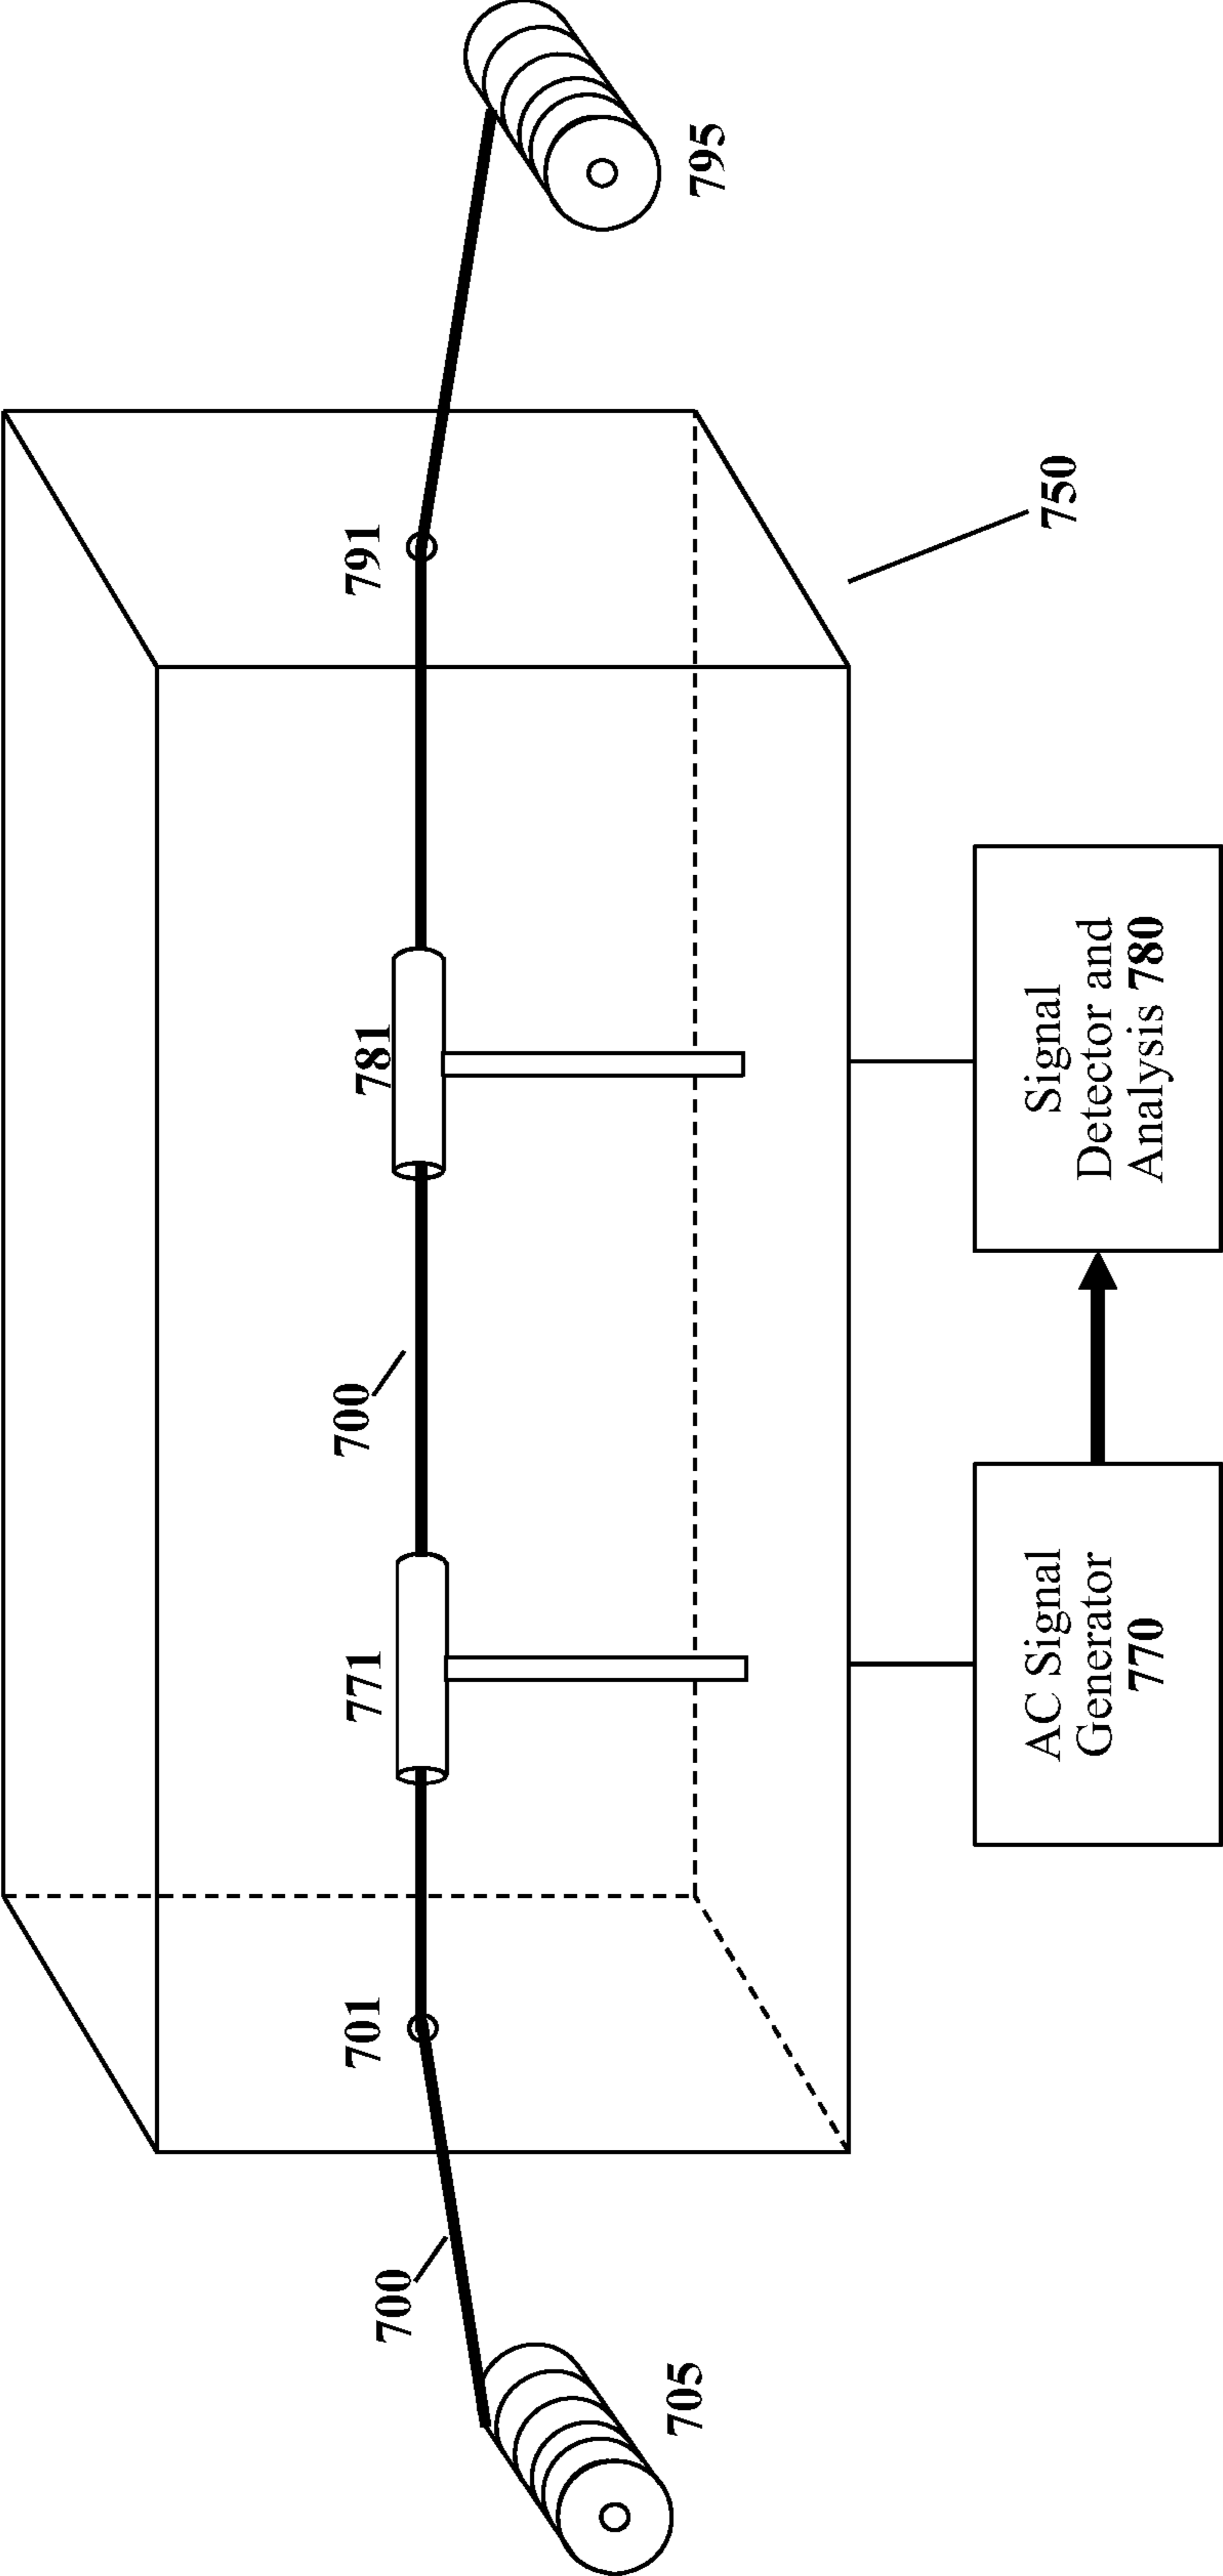 700
705
701
771
700
781
791
795
750
AC Signal
Generator
770
Signal
Detector and
Analysis 780